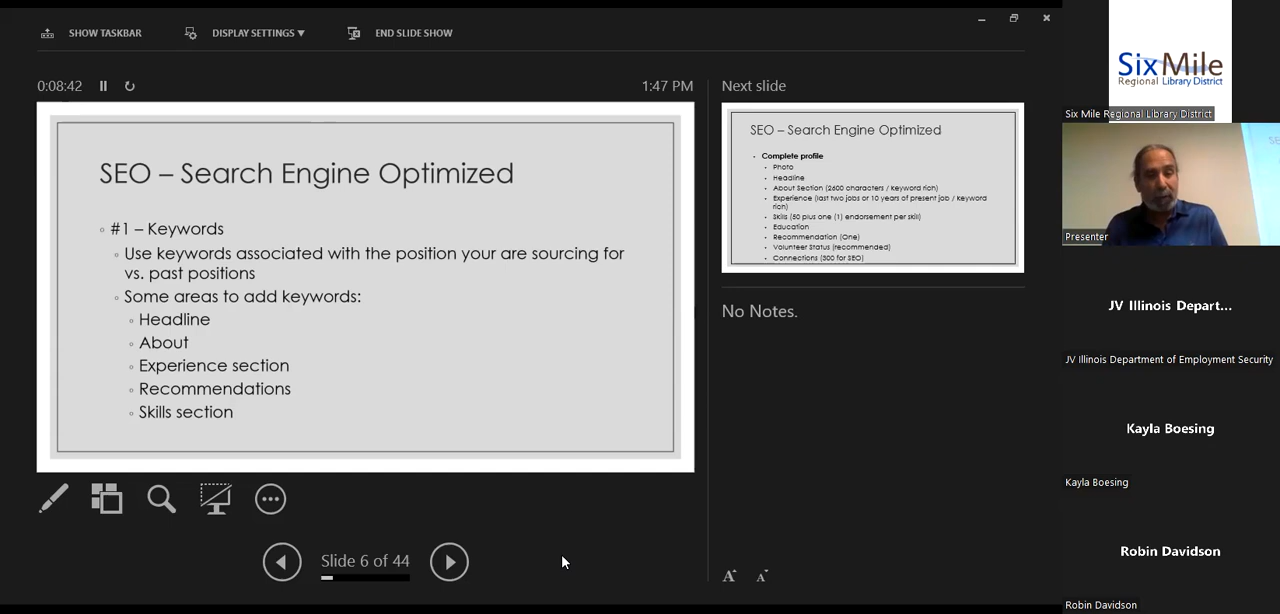 SHOW TASKBAR
DISPLAY SETTINGS ▼
END SLIDE SHOW
0:08:42
1:47 PM
SEO – Search Engine Optimized
#1 – Keywords
Use keywords associated with the position your are sourcing for
vs. past positions
Some areas to add keywords:
Headline
About
Experience section
Recommendations
Skills section
Slide 6 of 44
Next slide
SEO – Search Engine Optimized
Complete profile
Photo
Headline
About Section (2600 characters / keyword rich)
Experience (last two jobs or 10 years of present job / keyword
rich)
Skills (50 plus one (1) endorsement per skill)
Education
Recommendation (One)
Volunteer Status (recommended)
Connections (300 for SEO)
No Notes.
A A
SixMile
Regional Library District
Six Mile Regional Library District
Presenter
JV Illinois Depart...
JV Illinois Department of Employment Security
Kayla Boesing
Kayla Boesing
Robin Davidson
Robin Davidson